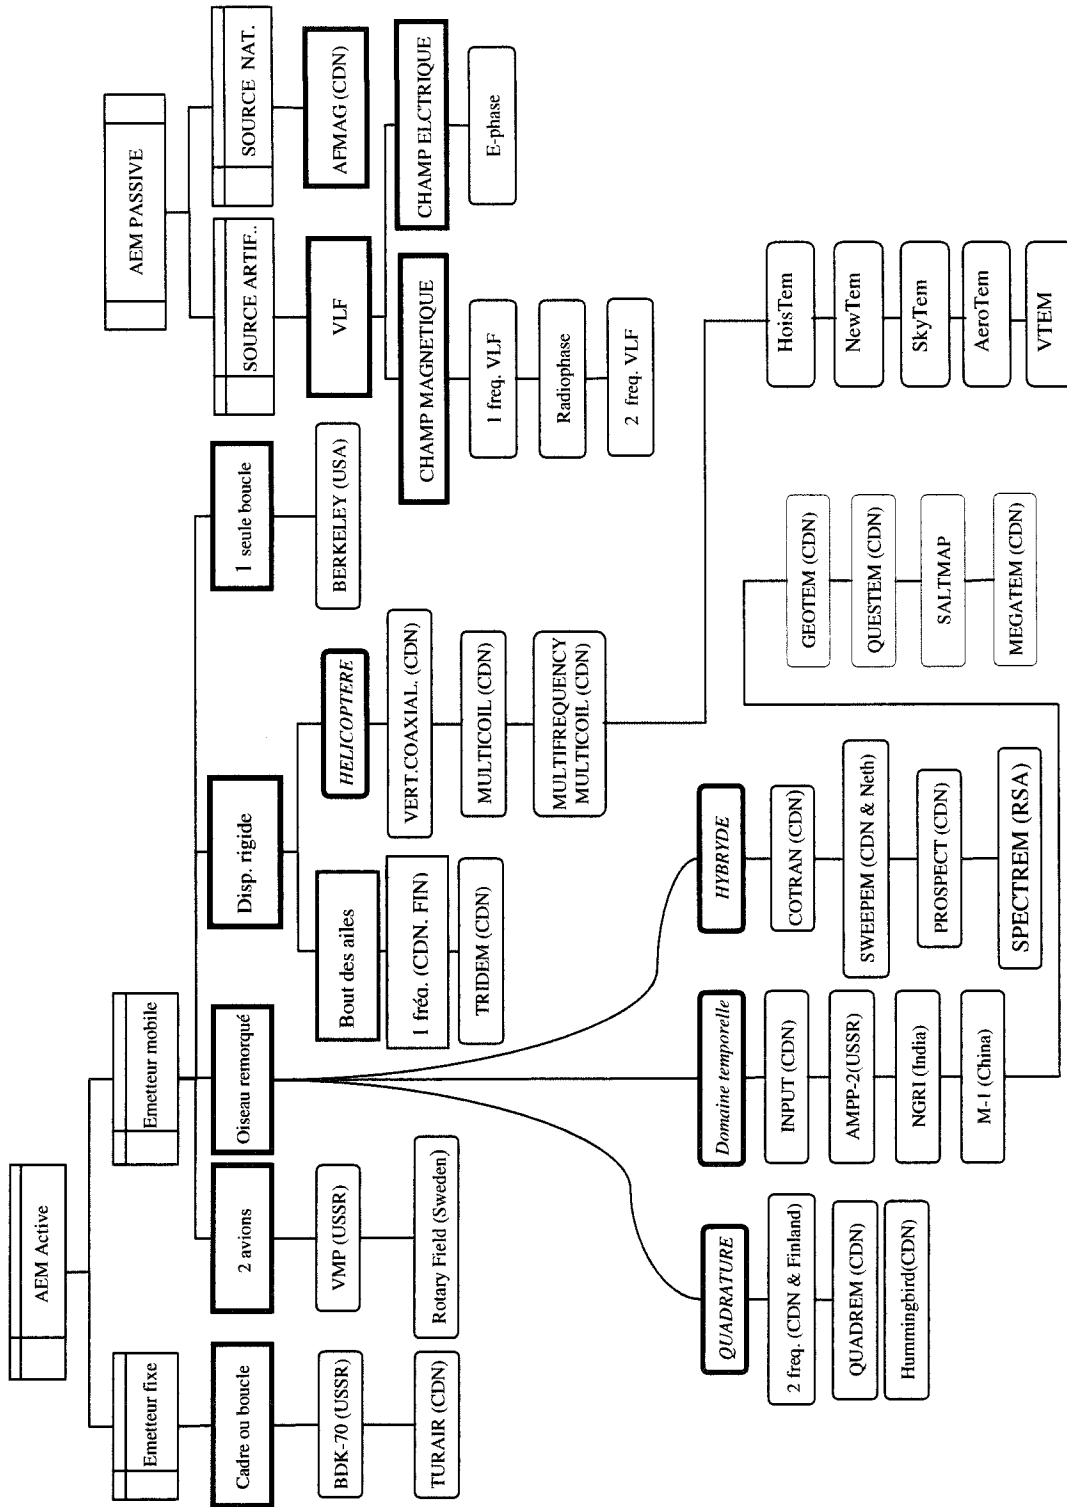 AEM Active
Emetteur fixe
Cadre ou boucle
BDK-70 (USSR)
TURAIR (CDN)
Emetteur mobile
2 avions
VMP (USSR)
Rotary Field (Sweden)
Oiseau remorqué
QUADRATURE
2 freq. (CDN & Finland)
QUADREM (CDN)
Hummingbird(CDN)
Domaine temporelle
INPUT (CDN)
AMPP-2(USSR)
NGRI (India)
M-1 (China)
GEOTEM (CDN)
QUESTEM (CDN)
SALTMAP
MEGATEM (CDN)
HYBRYDE
COTRAN (CDN)
SWEEPEM (CDN & Neth)
PROSPECT (CDN)
SPECTREM (RSA)
Disp. rigide
Bout des ailes
1 fréq. (CDN. FIN)
TRIDEM (CDN)
HELICOPTERE
VERT.COAXIAL. (CDN)
MULTICOIL (CDN)
MULTIFREQUENCY
MULTICOIL (CDN)
HoisTem
NewTem
SkyTem
AeroTem
VTEM
1 seule boucle
BERKELEY (USA)
AEM PASSIVE
SOURCE ARTIF..
VLF
CHAMP MAGNETIQUE
1 freq. VLF
Radiophase
2 freq. VLF
CHAMP ELCTRIQUE
E-phase
SOURCE NAT.
AFMAG (CDN)